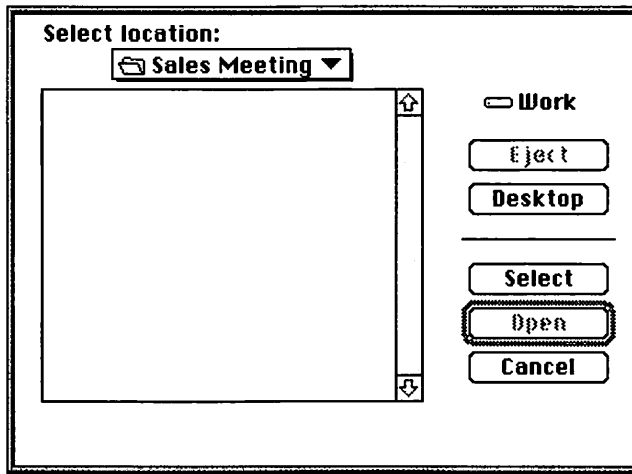 Select location:
Sales Meeting
Work
Eject
Desktop
Select
Open
Cancel